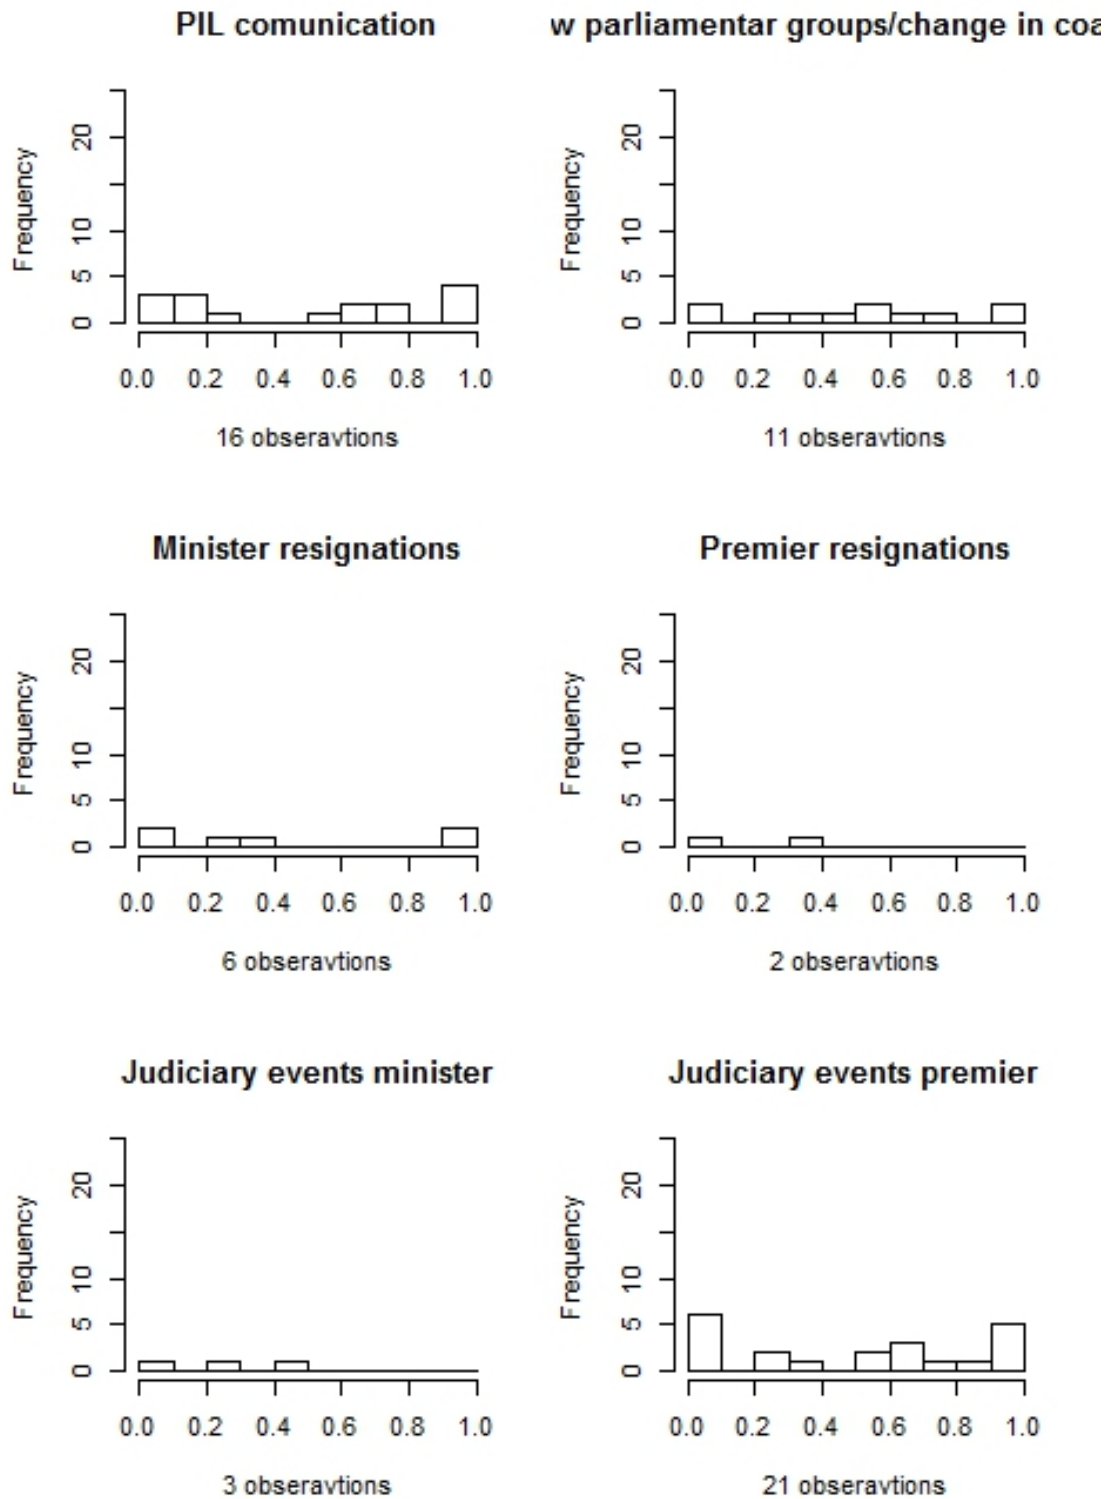 PIL comunication
w parliamentar groups/change in coa
Frequency
0 5 10 20
0.0 0.2 0.4 0.6 0.8 1.0
16 obseravtions
Frequency
0 5 10 20
0.0 0.2 0.4 0.6 0.8 1.0
11 obseravtions
Minister resignations
Premier resignations
Frequency
0 5 10 20
0.0 0.2 0.4 0.6 0.8 1.0
6 obseravtions
Frequency
0 5 10 20
0.0 0.2 0.4 0.6 0.8 1.0
2 obseravtions
Judiciary events minister
Judiciary events premier
Frequency
0 5 10 20
0.0 0.2 0.4 0.6 0.8 1.0
3 obseravtions
Frequency
0 5 10 20
0.0 0.2 0.4 0.6 0.8 1.0
21 obseravtions